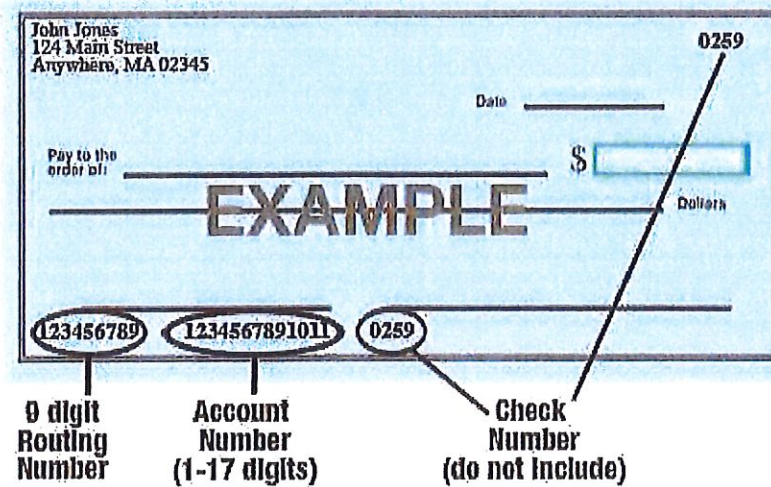 John Jones
124 Main Street
Anywhere, MA 02345
0259
Date
Pay to the
order of:
$
EXAMPLE
Dollars
123456789
1234567891011
0259
9 digit
Routing
Number
Account
Number
(1-17 digits)
Check
Number
(do not include)